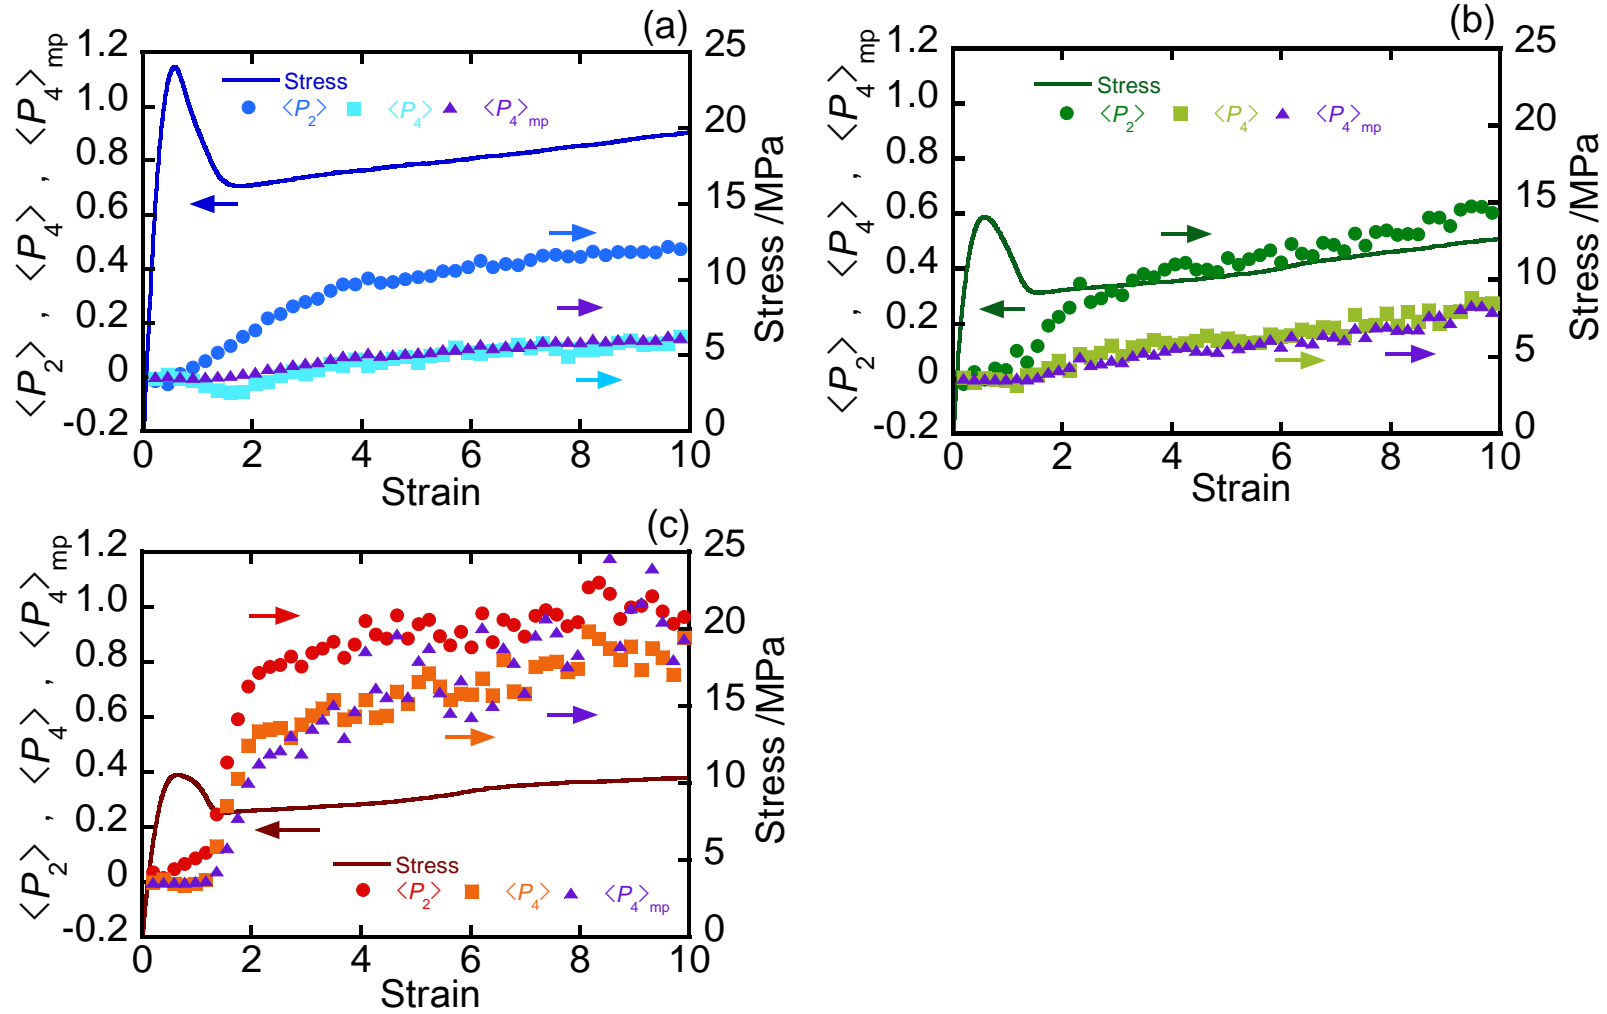 (a)
1.2
1.0
0.8
0.6
0.4
0.2
0
-0.2
⟨P2⟩ , ⟨P4⟩ , ⟨P4⟩mp
Stress
⟨P2⟩ ⟨P4⟩ ⟨P4⟩mp
25
20
15
10
5
0
Stress /MPa
0 2 4 6 8 10
Strain
(b)
1.2
1.0
0.8
0.6
0.4
0.2
0
-0.2
⟨P2⟩ , ⟨P4⟩ , ⟨P4⟩mp
Stress
⟨P2⟩ ⟨P4⟩ ⟨P4⟩mp
25
20
15
10
5
0
Stress /MPa
0 2 4 6 8 10
Strain
(c)
1.2
1.0
0.8
0.6
0.4
0.2
0
-0.2
⟨P2⟩ , ⟨P4⟩ , ⟨P4⟩mp
Stress
⟨P2⟩ ⟨P4⟩ ⟨P4⟩mp
25
20
15
10
5
0
Stress /MPa
0 2 4 6 8 10
Strain